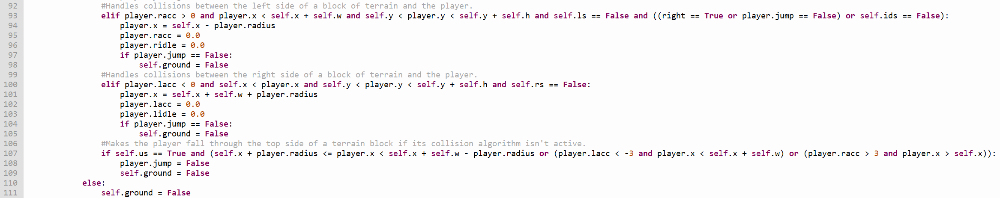 92 #Handles collisions between the left side of a block of terrain and the player.
93 elif player.racc > 0 and player.x < self.x + self.w and self.y < player.y < self.y + self.h and self.ls == False and ((right == True or player.jump == False) or self.ids == False):
94 player.x = self.x - player.radius
95 player.racc = 0.0
96 player.ridle = 0.0
97 if player.jump == False:
98 self.ground = False
99 #Handles collisions between the right side of a block of terrain and the player.
100 elif player.lacc < 0 and self.x < player.x and self.y < player.y < self.y + self.h and self.rs == False:
101 player.x = self.x + self.w + player.radius
102 player.lacc = 0.0
103 player.lidle = 0.0
104 if player.jump == False:
105 self.ground = False
106 #Makes the player fall through the top side of a terrain block if its collision algorithm isn't active.
107 if self.us == True and (self.x + player.radius <= player.x < self.x + self.w - player.radius or (player.lacc < -3 and player.x < self.x + self.w) or (player.racc > 3 and player.x > self.x)):
108 player.jump = False
109 self.ground = False
110 else:
111 self.ground = False